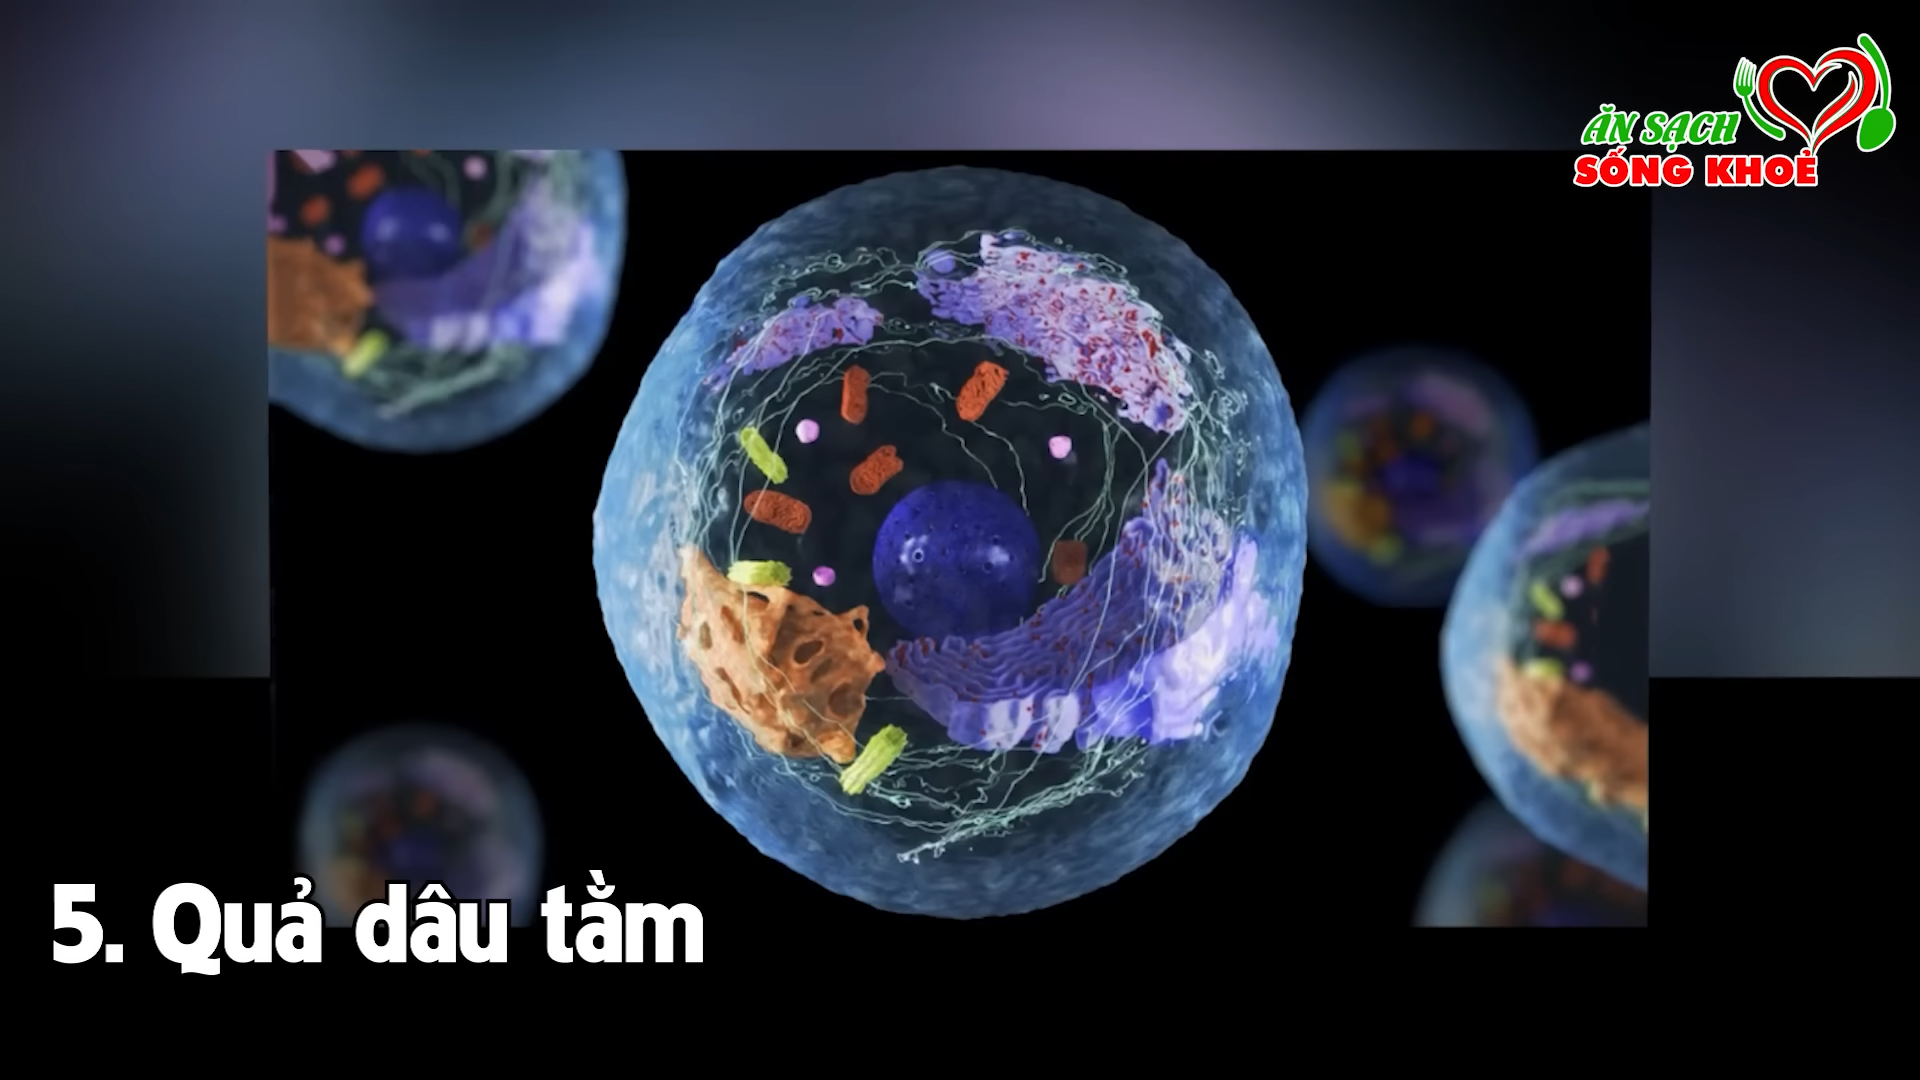 ĂN SẠCH
SỐNG KHOẺ
5. Quả dâu tằm